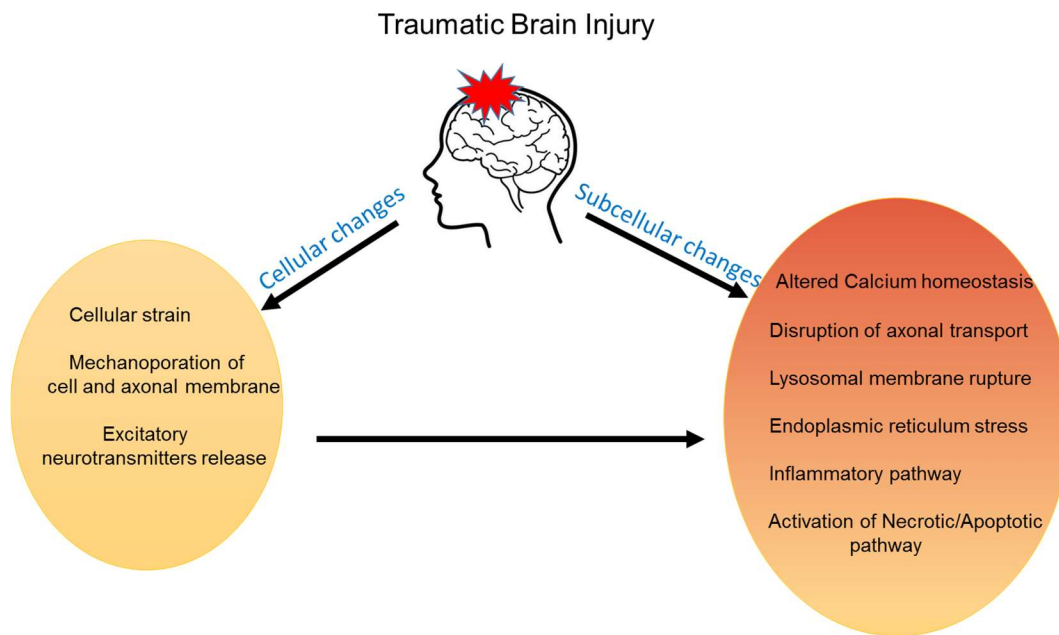 Traumatic Brain Injury
Cellular changes
Subcellular changes
Cellular strain
Mechanoporation of
cell and axonal membrane
Excitatory
neurotransmitters release
Altered Calcium homeostasis
Disruption of axonal transport
Lysosomal membrane rupture
Endoplasmic reticulum stress
Inflammatory pathway
Activation of Necrotic/Apoptotic
pathway